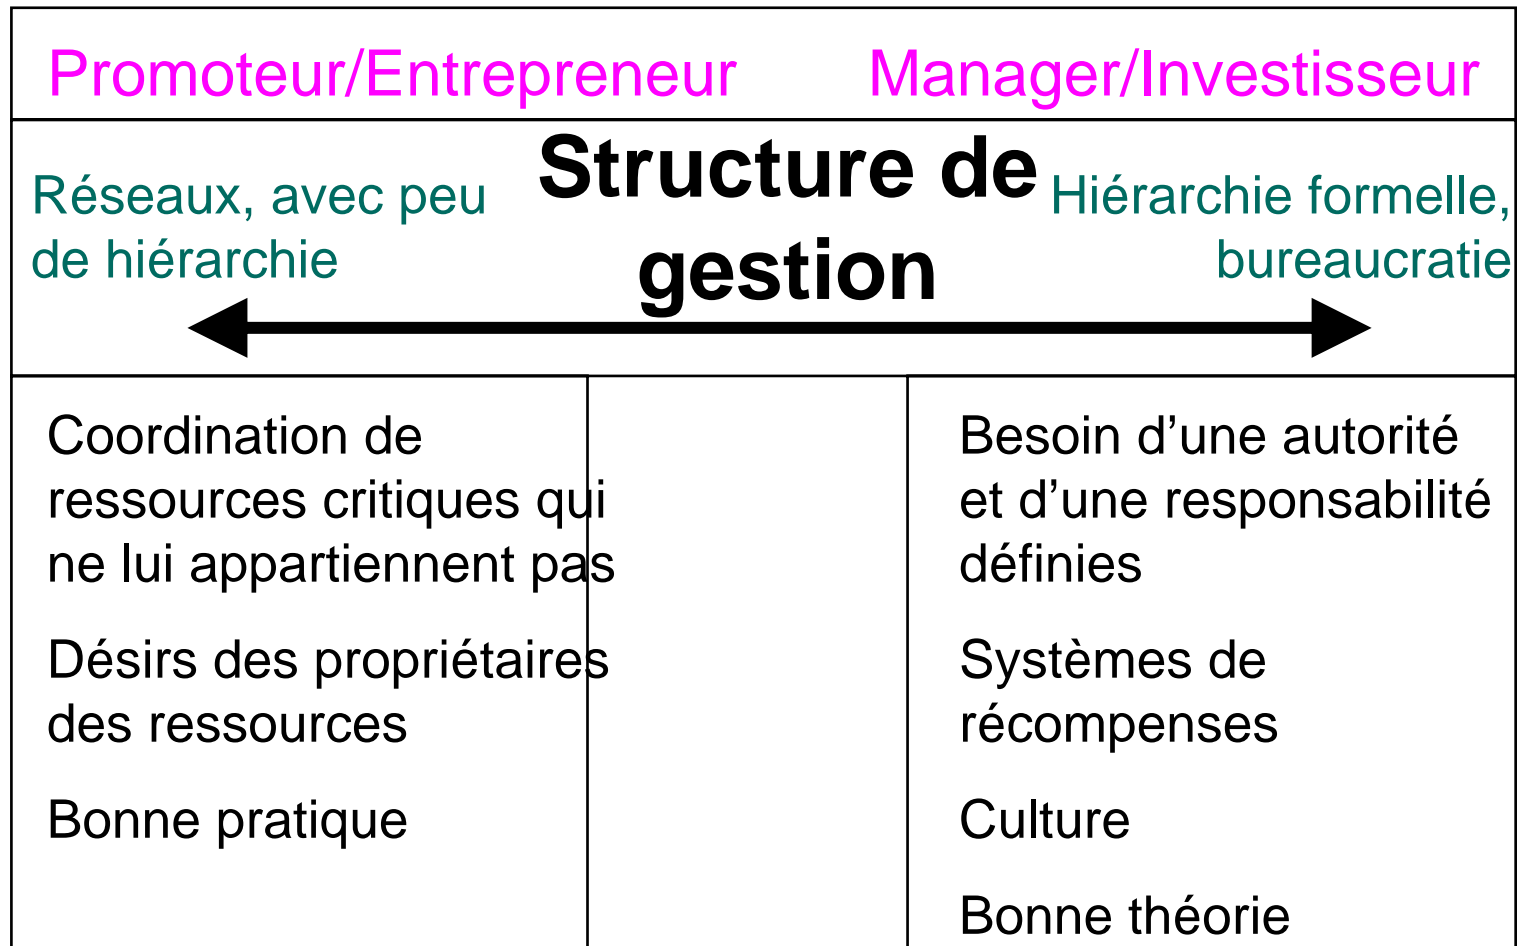 Promoteur/Entrepreneur
Manager/Investisseur
Structure de
gestion
Réseaux, avec peu
de hiérarchie
Hiérarchie formelle,
bureaucratie
Coordination de
ressources critiques qui
ne lui appartiennent pas
Désirs des propriétaires
des ressources
Bonne pratique
Besoin d’une autorité
et d’une responsabilité
définies
Systèmes de
récompenses
Culture
Bonne théorie